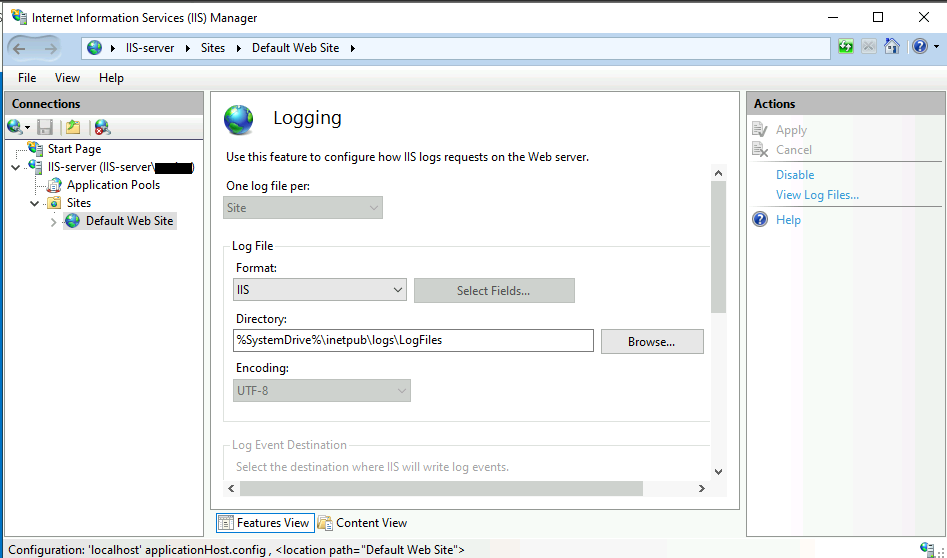 Internet Information Services (IIS) Manager
IIS-server Sites Default Web Site
File View Help
Connections
Start Page
IIS-server (IIS-server\ )
Application Pools
Sites
Default Web Site
Logging
Use this feature to configure how IIS logs requests on the Web server.
One log file per:
Site
Log File
Format:
IIS
Select Fields...
Directory:
%SystemDrive%\inetpub\logs\LogFiles
Browse...
Encoding:
UTF-8
Log Event Destination
Select the destination where IIS will write log events.
Features View Content View
Actions
Apply
Cancel
Disable
View Log Files...
Help
Configuration: 'localhost' applicationHost.config , <location path="Default Web Site">